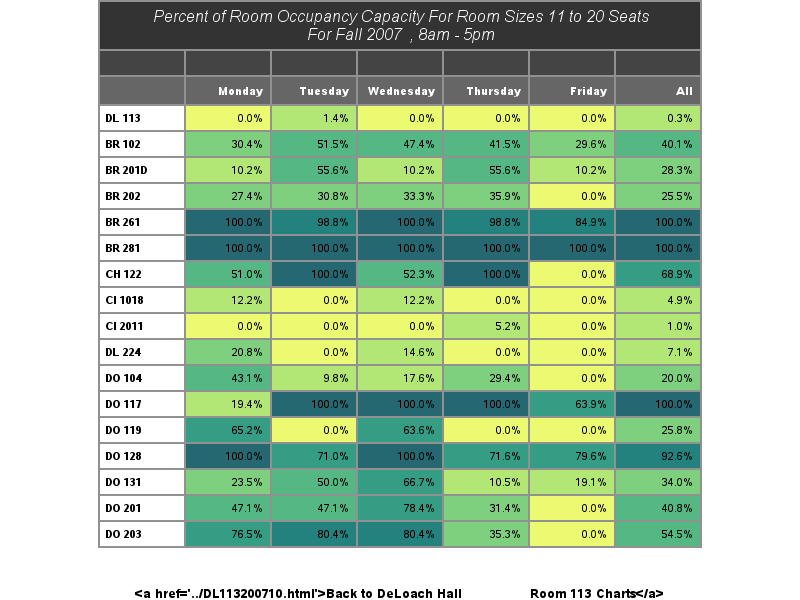 Percent of Room Occupancy Capacity For Room Sizes 11 to 20 Seats
For Fall 2007 , 8am - 5pm
Monday Tuesday Wednesday Thursday Friday All
DL 113 0.0% 1.4% 0.0% 0.0% 0.0% 0.3%
BR 102 30.4% 51.5% 47.4% 41.5% 29.6% 40.1%
BR 201D 10.2% 55.6% 10.2% 55.6% 10.2% 28.3%
BR 202 27.4% 30.8% 33.3% 35.9% 0.0% 25.5%
BR 261 100.0% 98.8% 100.0% 98.8% 84.9% 100.0%
BR 281 100.0% 100.0% 100.0% 100.0% 100.0% 100.0%
CH 122 51.0% 100.0% 52.3% 100.0% 0.0% 68.9%
CI 1018 12.2% 0.0% 12.2% 0.0% 0.0% 4.9%
CI 2011 0.0% 0.0% 0.0% 5.2% 0.0% 1.0%
DL 224 20.8% 0.0% 14.6% 0.0% 0.0% 7.1%
DO 104 43.1% 9.8% 17.6% 29.4% 0.0% 20.0%
DO 117 19.4% 100.0% 100.0% 100.0% 63.9% 100.0%
DO 119 65.2% 0.0% 63.6% 0.0% 0.0% 25.8%
DO 128 100.0% 71.0% 100.0% 71.6% 79.6% 92.6%
DO 131 23.5% 50.0% 66.7% 10.5% 19.1% 34.0%
DO 201 47.1% 47.1% 78.4% 31.4% 0.0% 40.8%
DO 203 76.5% 80.4% 80.4% 35.3% 0.0% 54.5%
<a href='../DL113200710.html'>Back to DeLoach Hall Room 113 Charts</a>